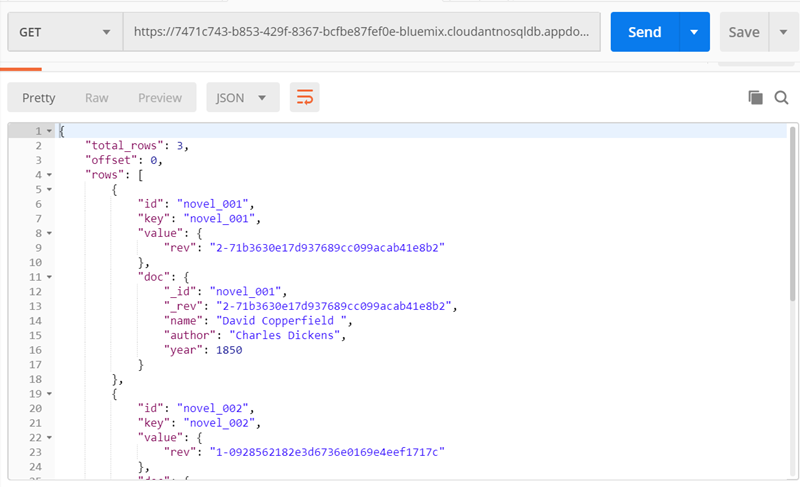 GET https://7471c743-b853-429f-8367-bcfbe87fef0e-bluemix.cloudantnosqldb.appdo... Send Save
Pretty Raw Preview JSON
1 {
2 "total_rows": 3,
3 "offset": 0,
4 "rows": [
5 {
6 "id": "novel_001",
7 "key": "novel_001",
8 "value": {
9 "rev": "2-71b3630e17d937689cc099acab41e8b2"
10 },
11 "doc": {
12 "_id": "novel_001",
13 "_rev": "2-71b3630e17d937689cc099acab41e8b2",
14 "name": "David Copperfield ",
15 "author": "Charles Dickens",
16 "year": 1850
17 }
18 },
19 {
20 "id": "novel_002",
21 "key": "novel_002",
22 "value": {
23 "rev": "1-0928562182e3d6736e0169e4eef1717c"
24 },